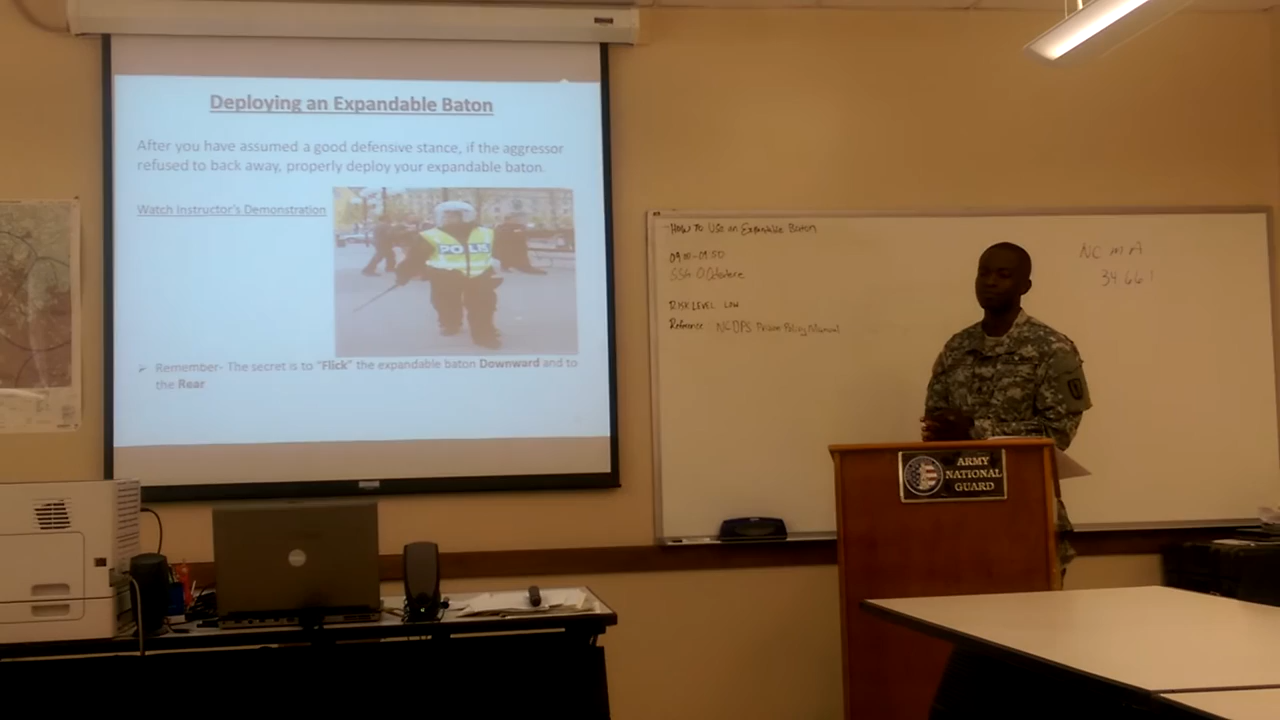 Deploying an Expandable Baton
After you have assumed a good defensive stance, if the aggressor
refused to back away, properly deploy your expandable baton.
Watch Instructor's Demonstration
POLIS
Remember- The secret is to "Flick" the expandable baton Downward and to
the Rear
How to Use an Expandable Baton
SSG
RISK LEVEL LOW
Reference NCDPS Prison Policy Manual
NC M A
3466
ARMY
NATIONAL
GUARD